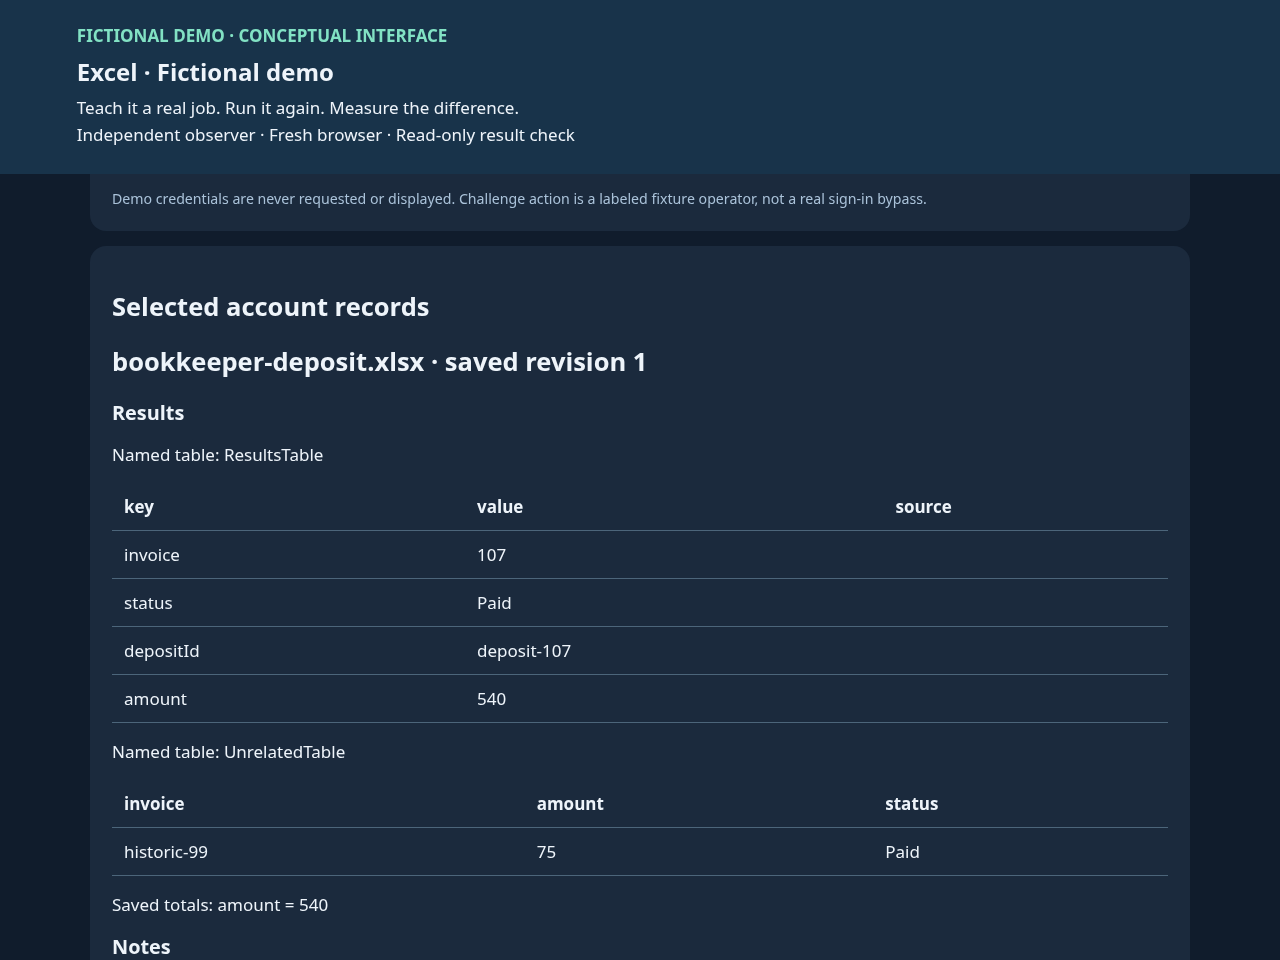 FICTIONAL DEMO · CONCEPTUAL INTERFACE
Excel · Fictional demo
Teach it a real job. Run it again. Measure the difference.
Independent observer · Fresh browser · Read-only result check
Demo credentials are never requested or displayed. Challenge action is a labeled fixture operator, not a real sign-in bypass.
Selected account records
bookkeeper-deposit.xlsx · saved revision 1
Results
Named table: ResultsTable
key value source
invoice 107
status Paid
depositId deposit-107
amount 540
Named table: UnrelatedTable
invoice amount status
historic-99 75 Paid
Saved totals: amount = 540
Notes